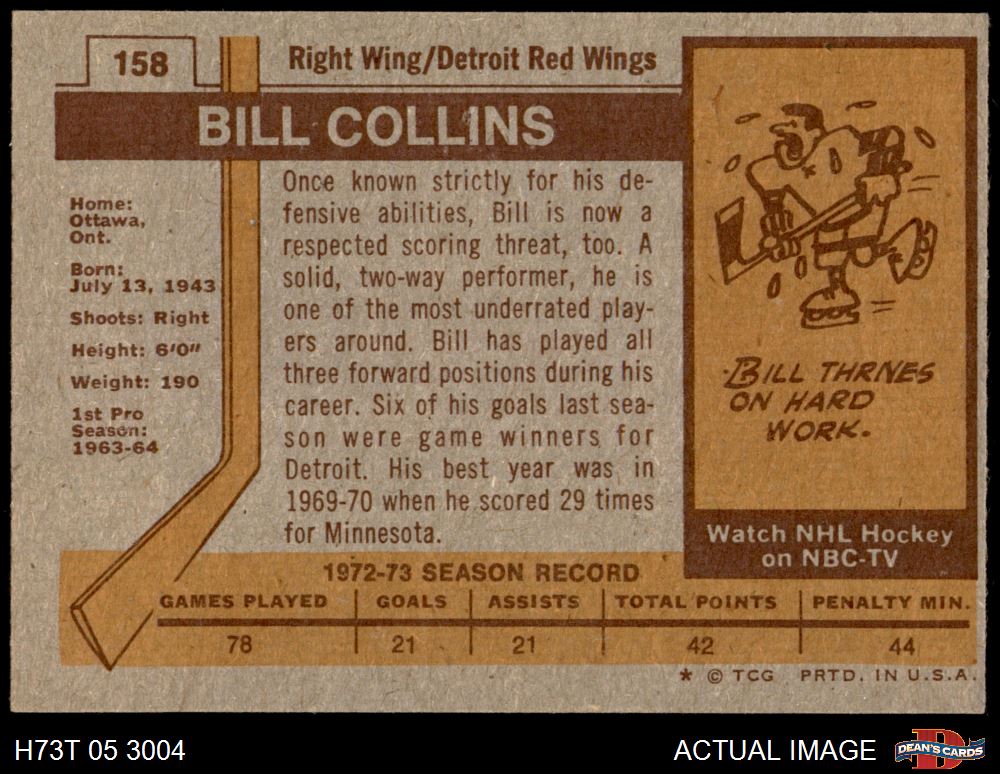 158
Right Wing/Detroit Red Wings
BILL COLLINS
Home:
Ottawa,
Ont.
Born:
July 13, 1943
Shoots: Right
Height: 6'0"
Weight: 190
1st Pro
Season:
1963-64
Once known strictly for his de-
fensive abilities, Bill is now a
respected scoring threat, too. A
solid, two-way performer, he is
one of the most underrated play-
ers around. Bill has played all
three forward positions during his
career. Six of his goals last sea-
son were game winners for
Detroit. His best year was in
1969-70 when he scored 29 times
for Minnesota.
BILL THRIVES
ON HARD
WORK.
Watch NHL Hockey
on NBC-TV
1972-73 SEASON RECORD
GAMES PLAYED GOALS ASSISTS TOTAL POINTS PENALTY MIN.
78 21 21 42 44
* © TCG PRTD. IN U.S.A.
H73T 05 3004
ACTUAL IMAGE
D
DEAN'S CARDS